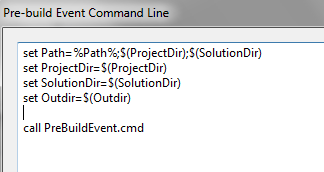 Pre-build Event Command Line
set Path=%Path%;$(ProjectDir);$(SolutionDir)
set ProjectDir=$(ProjectDir)
set SolutionDir=$(SolutionDir)
set Outdir=$(Outdir)
call PreBuildEvent.cmd